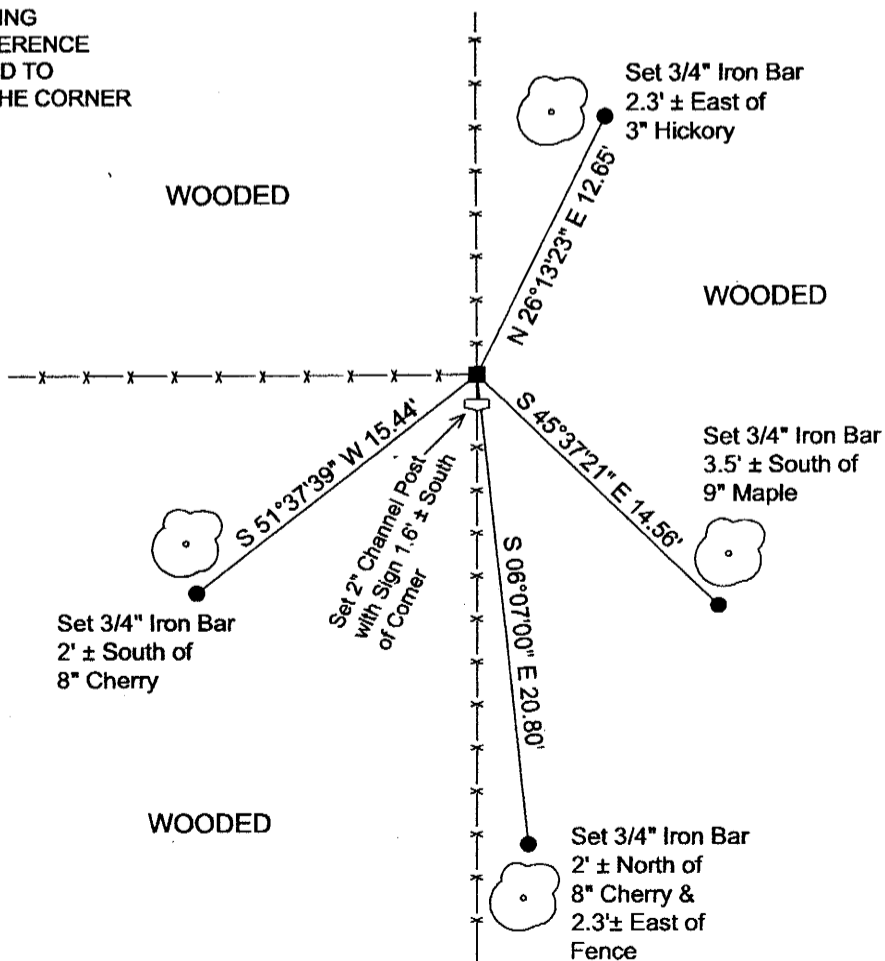 ING
ERENCE
D TO
HE CORNER
Set 3/4" Iron Bar
2.3' ± East of
3" Hickory
WOODED
N 26°13'23" E 12.65'
WOODED
S 51°37'39" W 15.44'
S 45°37'21" E 14.56'
Set 3/4" Iron Bar
3.5' ± South of
9" Maple
Set 2" Channel Post
with Sign 1.6' ± South
of Corner
S 06°07'00" E 20.80'
Set 3/4" Iron Bar
2' ± South of
8" Cherry
WOODED
Set 3/4" Iron Bar
2' ± North of
8" Cherry &
2.3'± East of
Fence